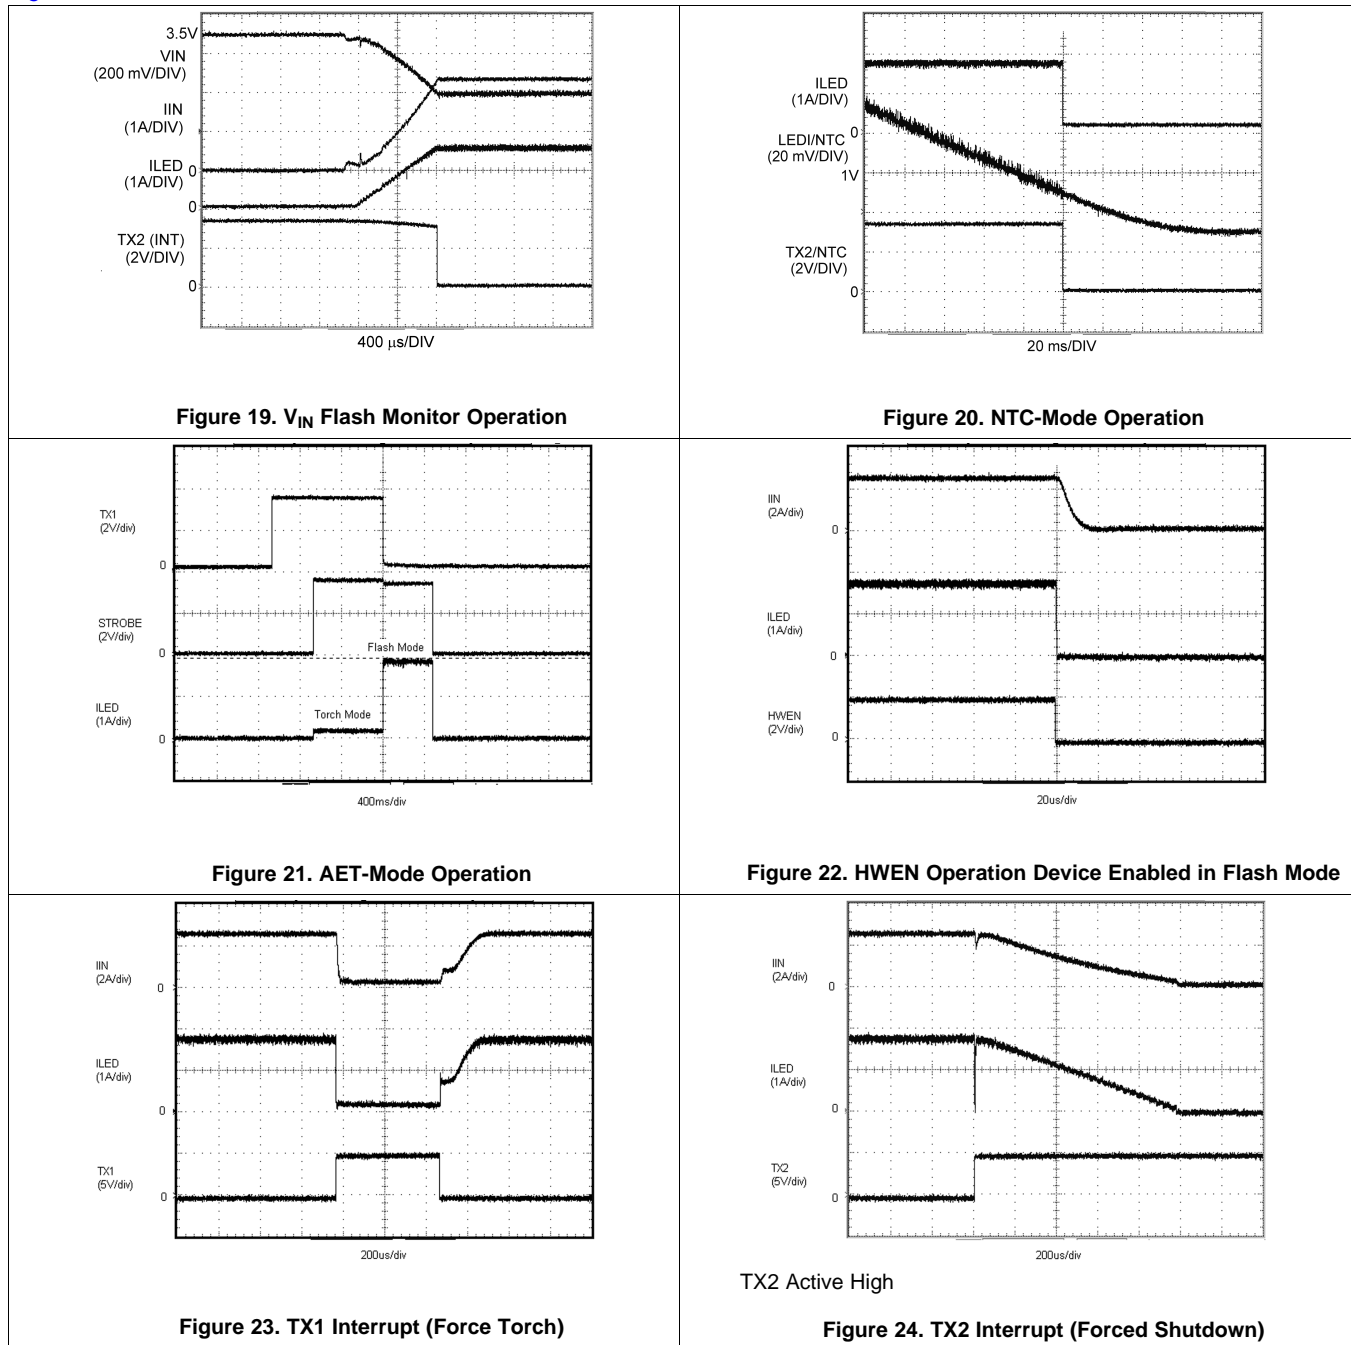 3.5V
VIN
(200 mV/DIV)
IIN
(1A/DIV)
0
ILED
(1A/DIV)
0
TX2 (INT)
(2V/DIV)
0
400 μs/DIV
Figure 19. VIN Flash Monitor Operation
ILED
(1A/DIV)
0
LEDI/NTC
(20 mV/DIV)
1V
TX2/NTC
(2V/DIV)
0
20 ms/DIV
Figure 20. NTC-Mode Operation
TX1
(2V/div)
0
STROBE
(2V/div)
0
Flash Mode
ILED
(1A/div)
Torch Mode
0
400ms/div
Figure 21. AET-Mode Operation
IIN
(2A/div)
0
ILED
(1A/div)
0
HWEN
(2V/div)
0
20us/div
Figure 22. HWEN Operation Device Enabled in Flash Mode
IIN
(2A/div)
0
ILED
(1A/div)
0
TX1
(5V/div)
0
200us/div
Figure 23. TX1 Interrupt (Force Torch)
IIN
(2A/div)
0
ILED
(1A/div)
0
TX2
(5V/div)
0
200us/div
TX2 Active High
Figure 24. TX2 Interrupt (Forced Shutdown)